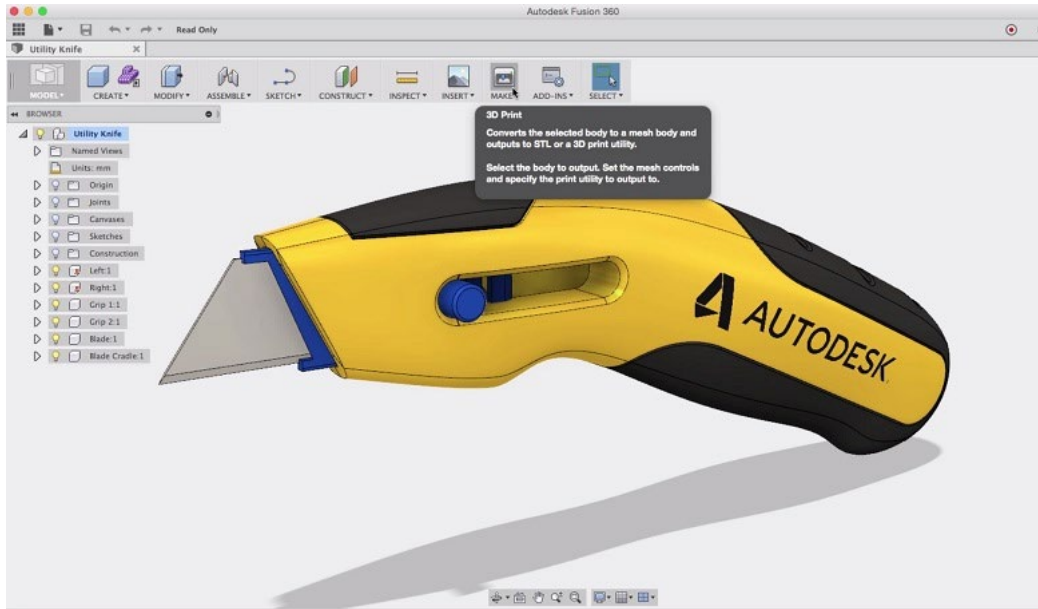 Autodesk Fusion 360
Read Only
Utility Knife
MODEL
CREATE
MODIFY
ASSEMBLE
SKETCH
CONSTRUCT
INSPECT
INSERT
MAKE
ADD-INS
SELECT
BROWSER
3D Print
Converts the selected body to a mesh body and
outputs to STL or a 3D print utility.
Select the body to output. Set the mesh controls
and specify the print utility to output to.
Utility Knife
Named Views
Units: mm
Origin
Joints
Canvases
Sketches
Construction
Left:1
Right:1
Grip 1:1
Grip 2:1
Blade:1
Blade Cradle:1
AUTODESK